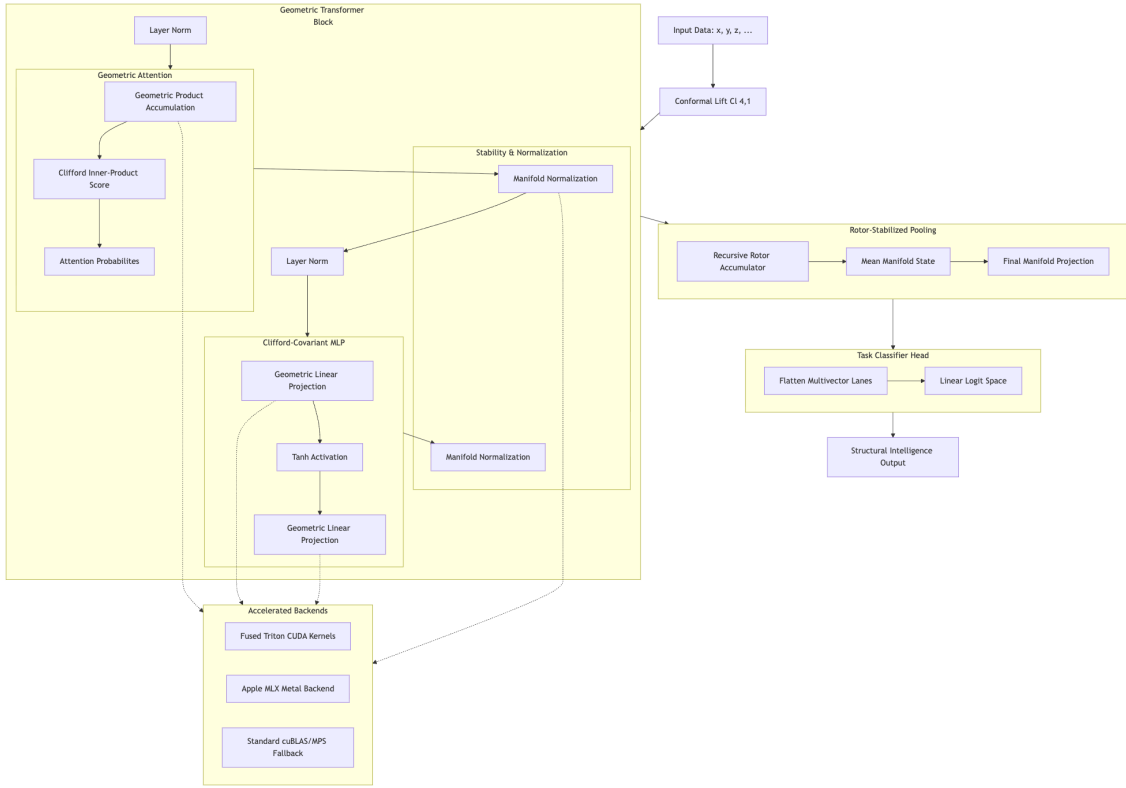 Geometric Transformer
Block
Layer Norm
Geometric Attention
Geometric Product
Accumulation
Clifford Inner-Product
Score
Attention Probabilites
Stability & Normalization
Manifold Normalization
Layer Norm
Clifford-Covariant MLP
Geometric Linear
Projection
Tanh Activation
Geometric Linear
Projection
Manifold Normalization
Accelerated Backends
Fused Triton CUDA Kernels
Apple MLX Metal Backend
Standard cuBLAS/MPS
Fallback
Input Data: x, y, z, ...
Conformal Lift Cl 4,1
Rotor-Stabilized Pooling
Recursive Rotor
Accumulator
Mean Manifold State
Final Manifold Projection
Task Classifier Head
Flatten Multivector Lanes
Linear Logit Space
Structural Intelligence
Output